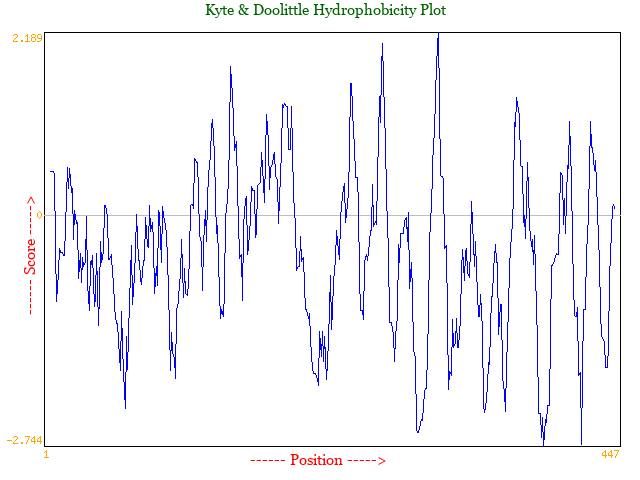 Kyte & Doolittle Hydrophobicity Plot
2.189
0
------ Score ----->
-2.744
1
447
------ Position ----->